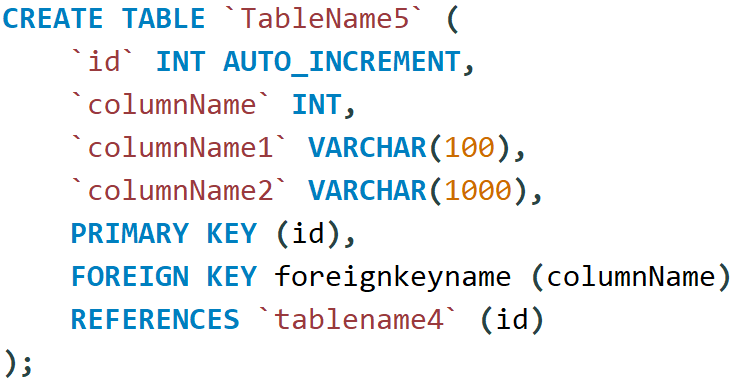 CREATE TABLE `TableName5` (
    `id` INT AUTO_INCREMENT,
    `columnName` INT,
    `columnName1` VARCHAR(100),
    `columnName2` VARCHAR(1000),
    PRIMARY KEY (id),
    FOREIGN KEY foreignkeyname (columnName)
    REFERENCES `tablename4` (id)
);